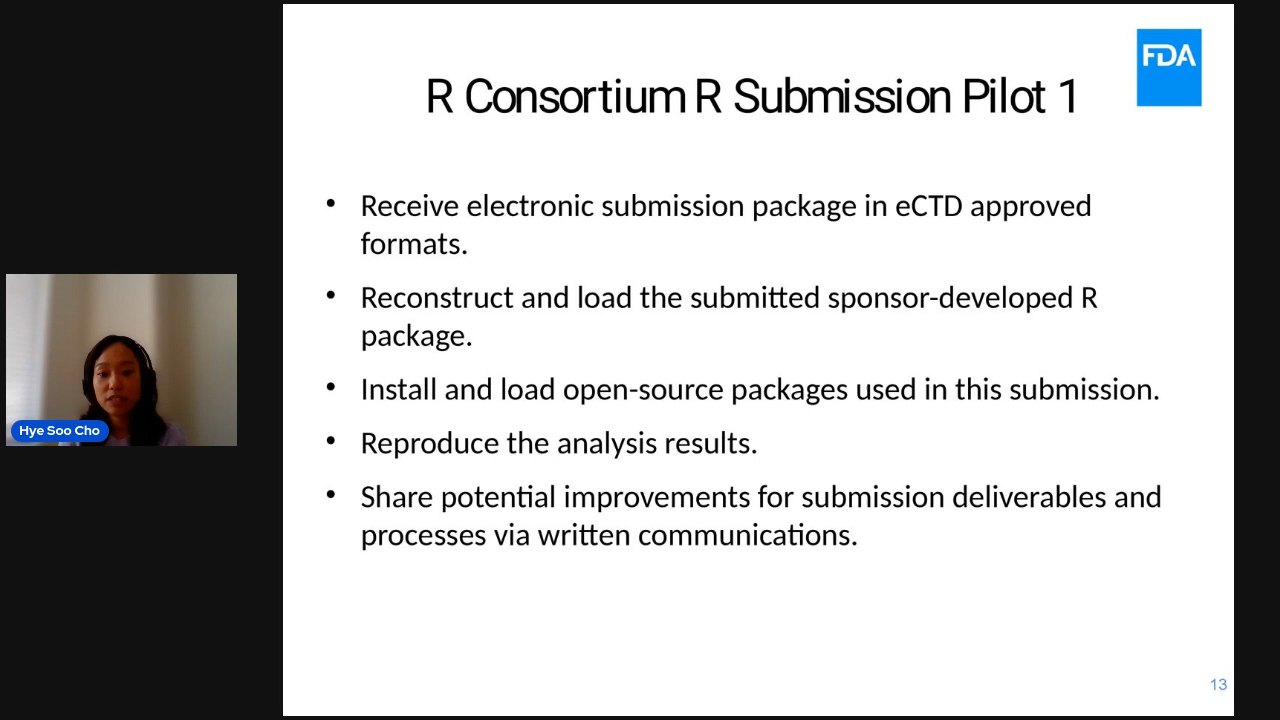 FDA
R Consortium R Submission Pilot 1
• Receive electronic submission package in eCTD approved
formats.
• Reconstruct and load the submitted sponsor-developed R
package.
• Install and load open-source packages used in this submission.
• Reproduce the analysis results.
• Share potential improvements for submission deliverables and
processes via written communications.
Hye Soo Cho
13